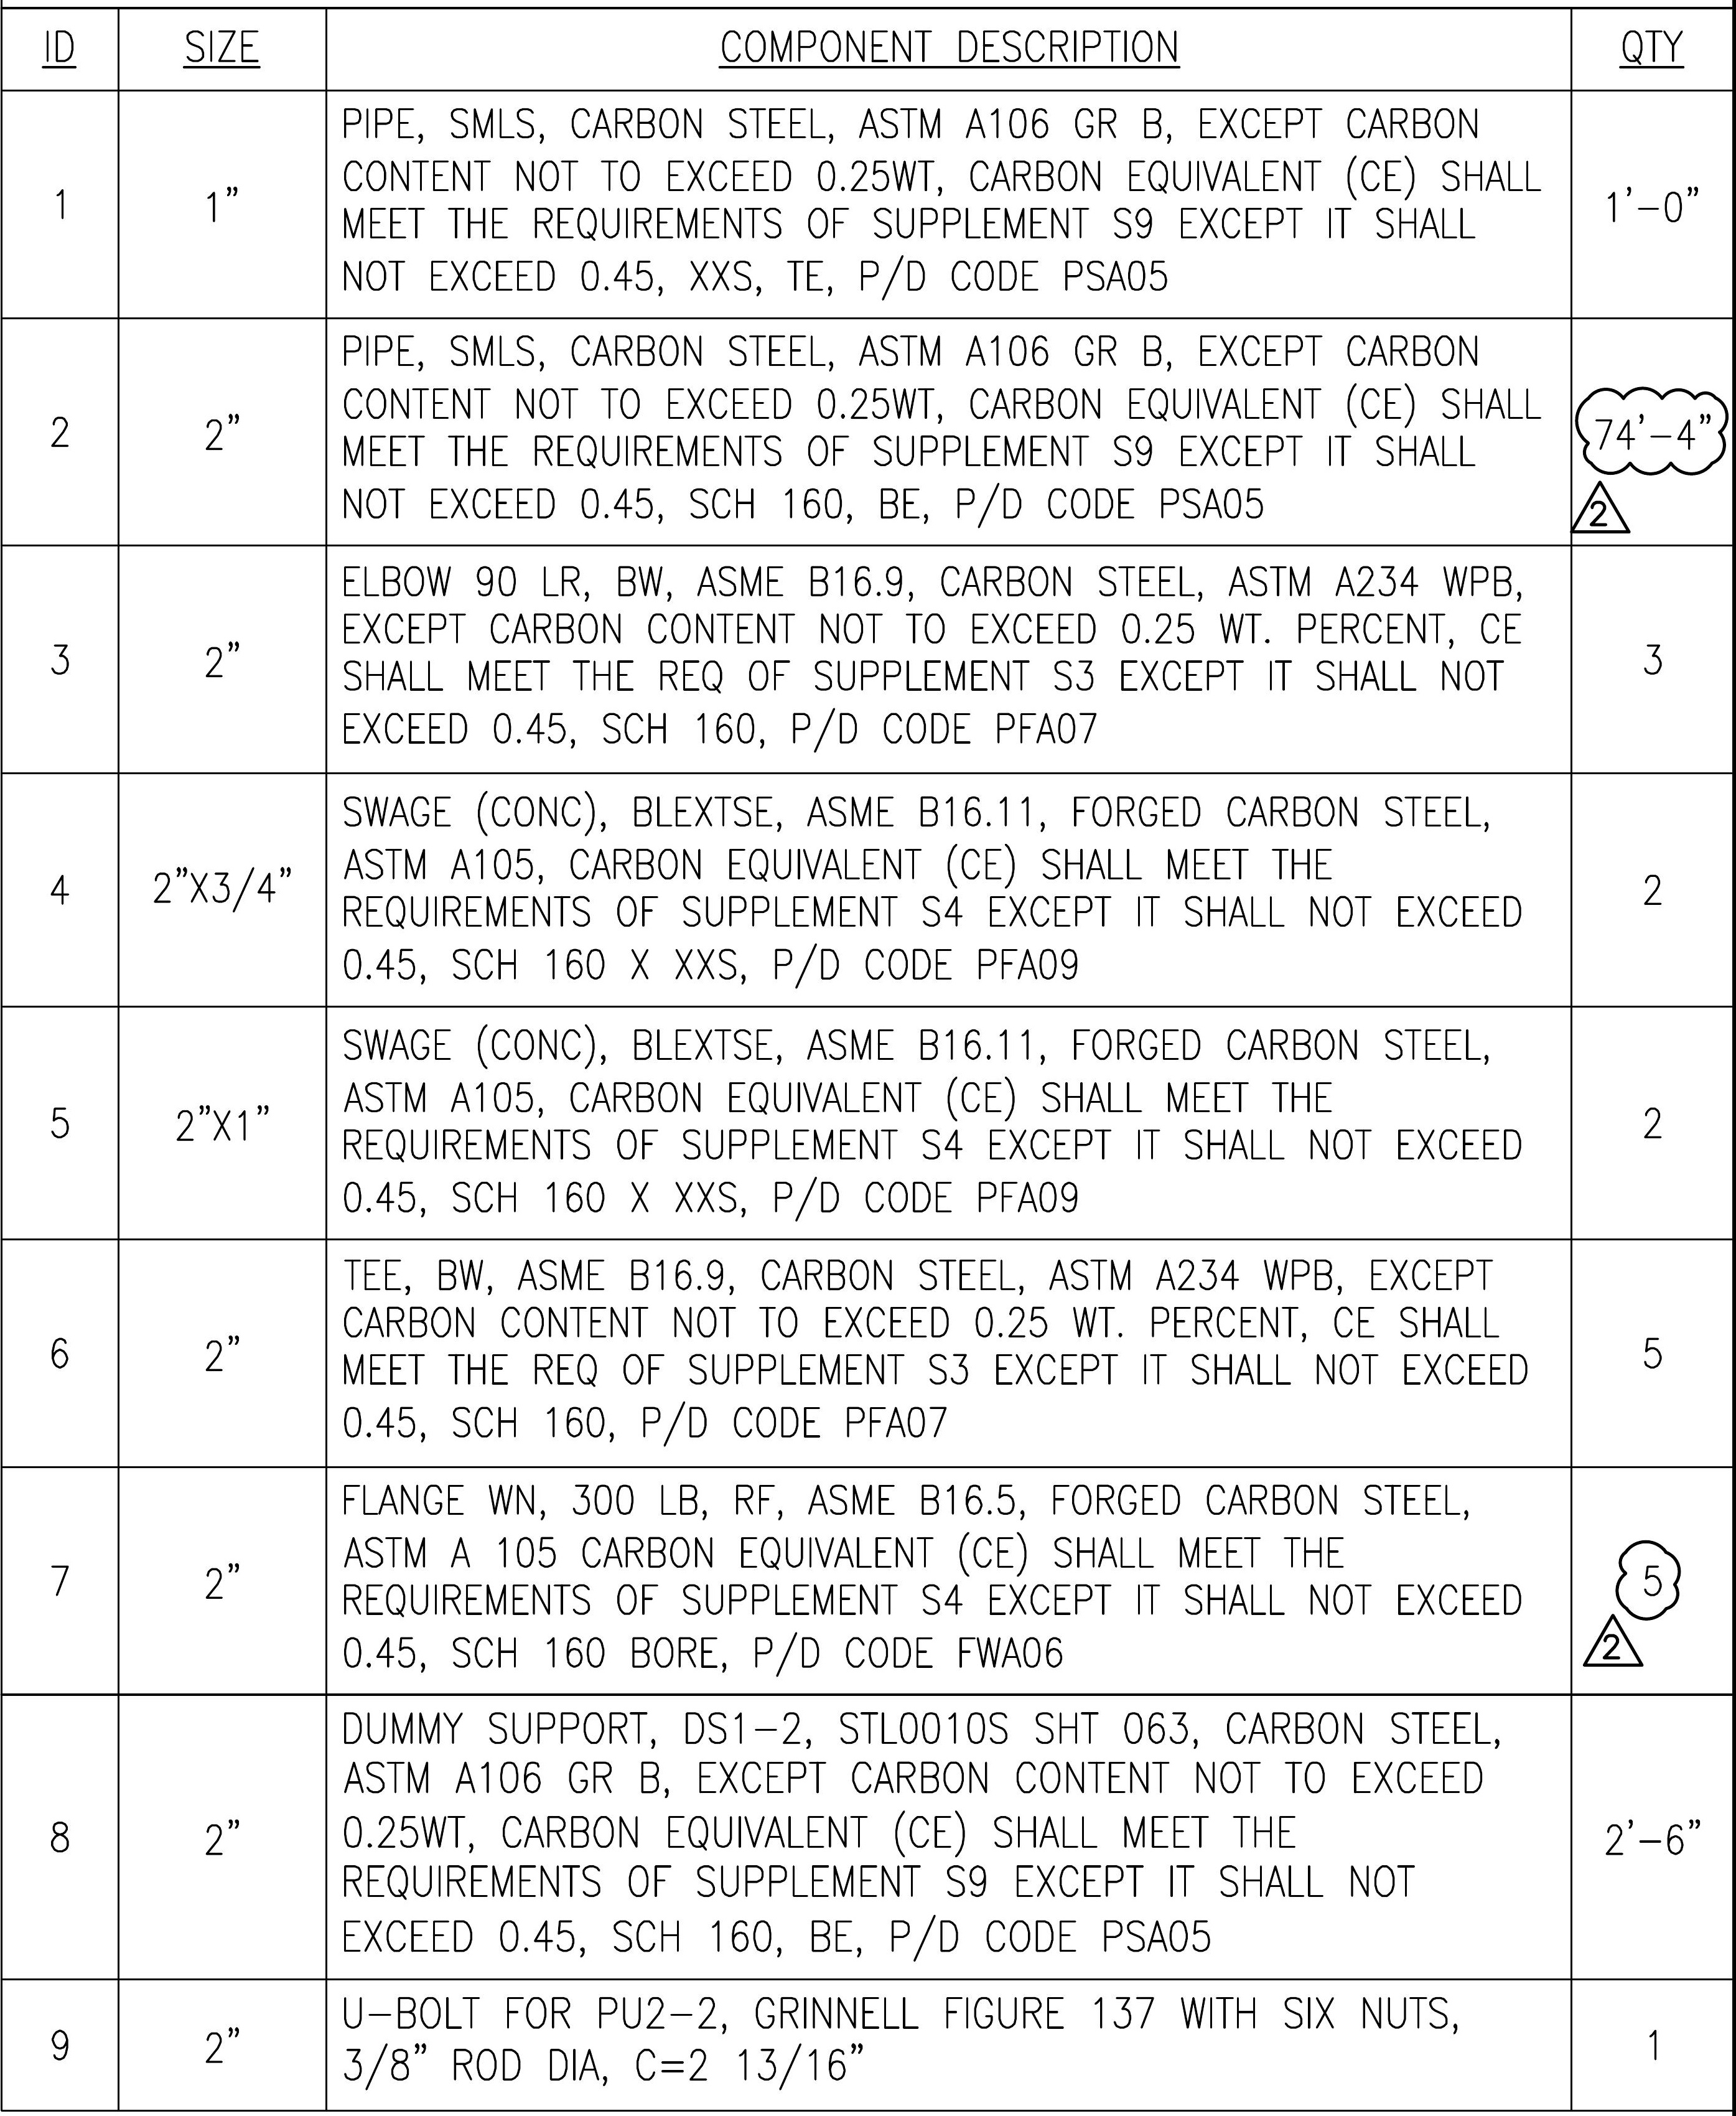 ID SIZE COMPONENT DESCRIPTION QTY
PIPE, SMLS, CARBON STEEL, ASTM A106 GR B, EXCEPT CARBON
CONTENT NOT TO EXCEED 0.25WT, CARBON EQUIVALENT (CE) SHALL
1 1" MEET THE REQUIREMENTS OF SUPPLEMENT S9 EXCEPT IT SHALL 1'-0"
NOT EXCEED 0.45, XXS, TE, P/D CODE PSA05
PIPE, SMLS, CARBON STEEL, ASTM A106 GR B, EXCEPT CARBON
CONTENT NOT TO EXCEED 0.25WT, CARBON EQUIVALENT (CE) SHALL
2 2" MEET THE REQUIREMENTS OF SUPPLEMENT S9 EXCEPT IT SHALL 74'-4"
NOT EXCEED 0.45, SCH 160, BE, P/D CODE PSA05 2
ELBOW 90 LR, BW, ASME B16.9, CARBON STEEL, ASTM A234 WPB,
EXCEPT CARBON CONTENT NOT TO EXCEED 0.25 WT. PERCENT, CE
3 2" SHALL MEET THE REQ OF SUPPLEMENT S3 EXCEPT IT SHALL NOT 3
EXCEED 0.45, SCH 160, P/D CODE PFA07
SWAGE (CONC), BLEXTSE, ASME B16.11, FORGED CARBON STEEL,
ASTM A105, CARBON EQUIVALENT (CE) SHALL MEET THE
4 2"X3/4" REQUIREMENTS OF SUPPLEMENT S4 EXCEPT IT SHALL NOT EXCEED 2
0.45, SCH 160 X XXS, P/D CODE PFA09
SWAGE (CONC), BLEXTSE, ASME B16.11, FORGED CARBON STEEL,
ASTM A105, CARBON EQUIVALENT (CE) SHALL MEET THE
5 2"X1" REQUIREMENTS OF SUPPLEMENT S4 EXCEPT IT SHALL NOT EXCEED 2
0.45, SCH 160 X XXS, P/D CODE PFA09
TEE, BW, ASME B16.9, CARBON STEEL, ASTM A234 WPB, EXCEPT
CARBON CONTENT NOT TO EXCEED 0.25 WT. PERCENT, CE SHALL
6 2" MEET THE REQ OF SUPPLEMENT S3 EXCEPT IT SHALL NOT EXCEED 5
0.45, SCH 160, P/D CODE PFA07
FLANGE WN, 300 LB, RF, ASME B16.5, FORGED CARBON STEEL,
ASTM A 105 CARBON EQUIVALENT (CE) SHALL MEET THE
7 2" REQUIREMENTS OF SUPPLEMENT S4 EXCEPT IT SHALL NOT EXCEED 5
0.45, SCH 160 BORE, P/D CODE FWA06 2
DUMMY SUPPORT, DS1-2, STL0010S SHT 063, CARBON STEEL,
ASTM A106 GR B, EXCEPT CARBON CONTENT NOT TO EXCEED
8 2" 0.25WT, CARBON EQUIVALENT (CE) SHALL MEET THE 2'-6"
REQUIREMENTS OF SUPPLEMENT S9 EXCEPT IT SHALL NOT
EXCEED 0.45, SCH 160, BE, P/D CODE PSA05
U-BOLT FOR PU2-2, GRINNELL FIGURE 137 WITH SIX NUTS,
9 2" 3/8" ROD DIA, C=2 13/16" 1